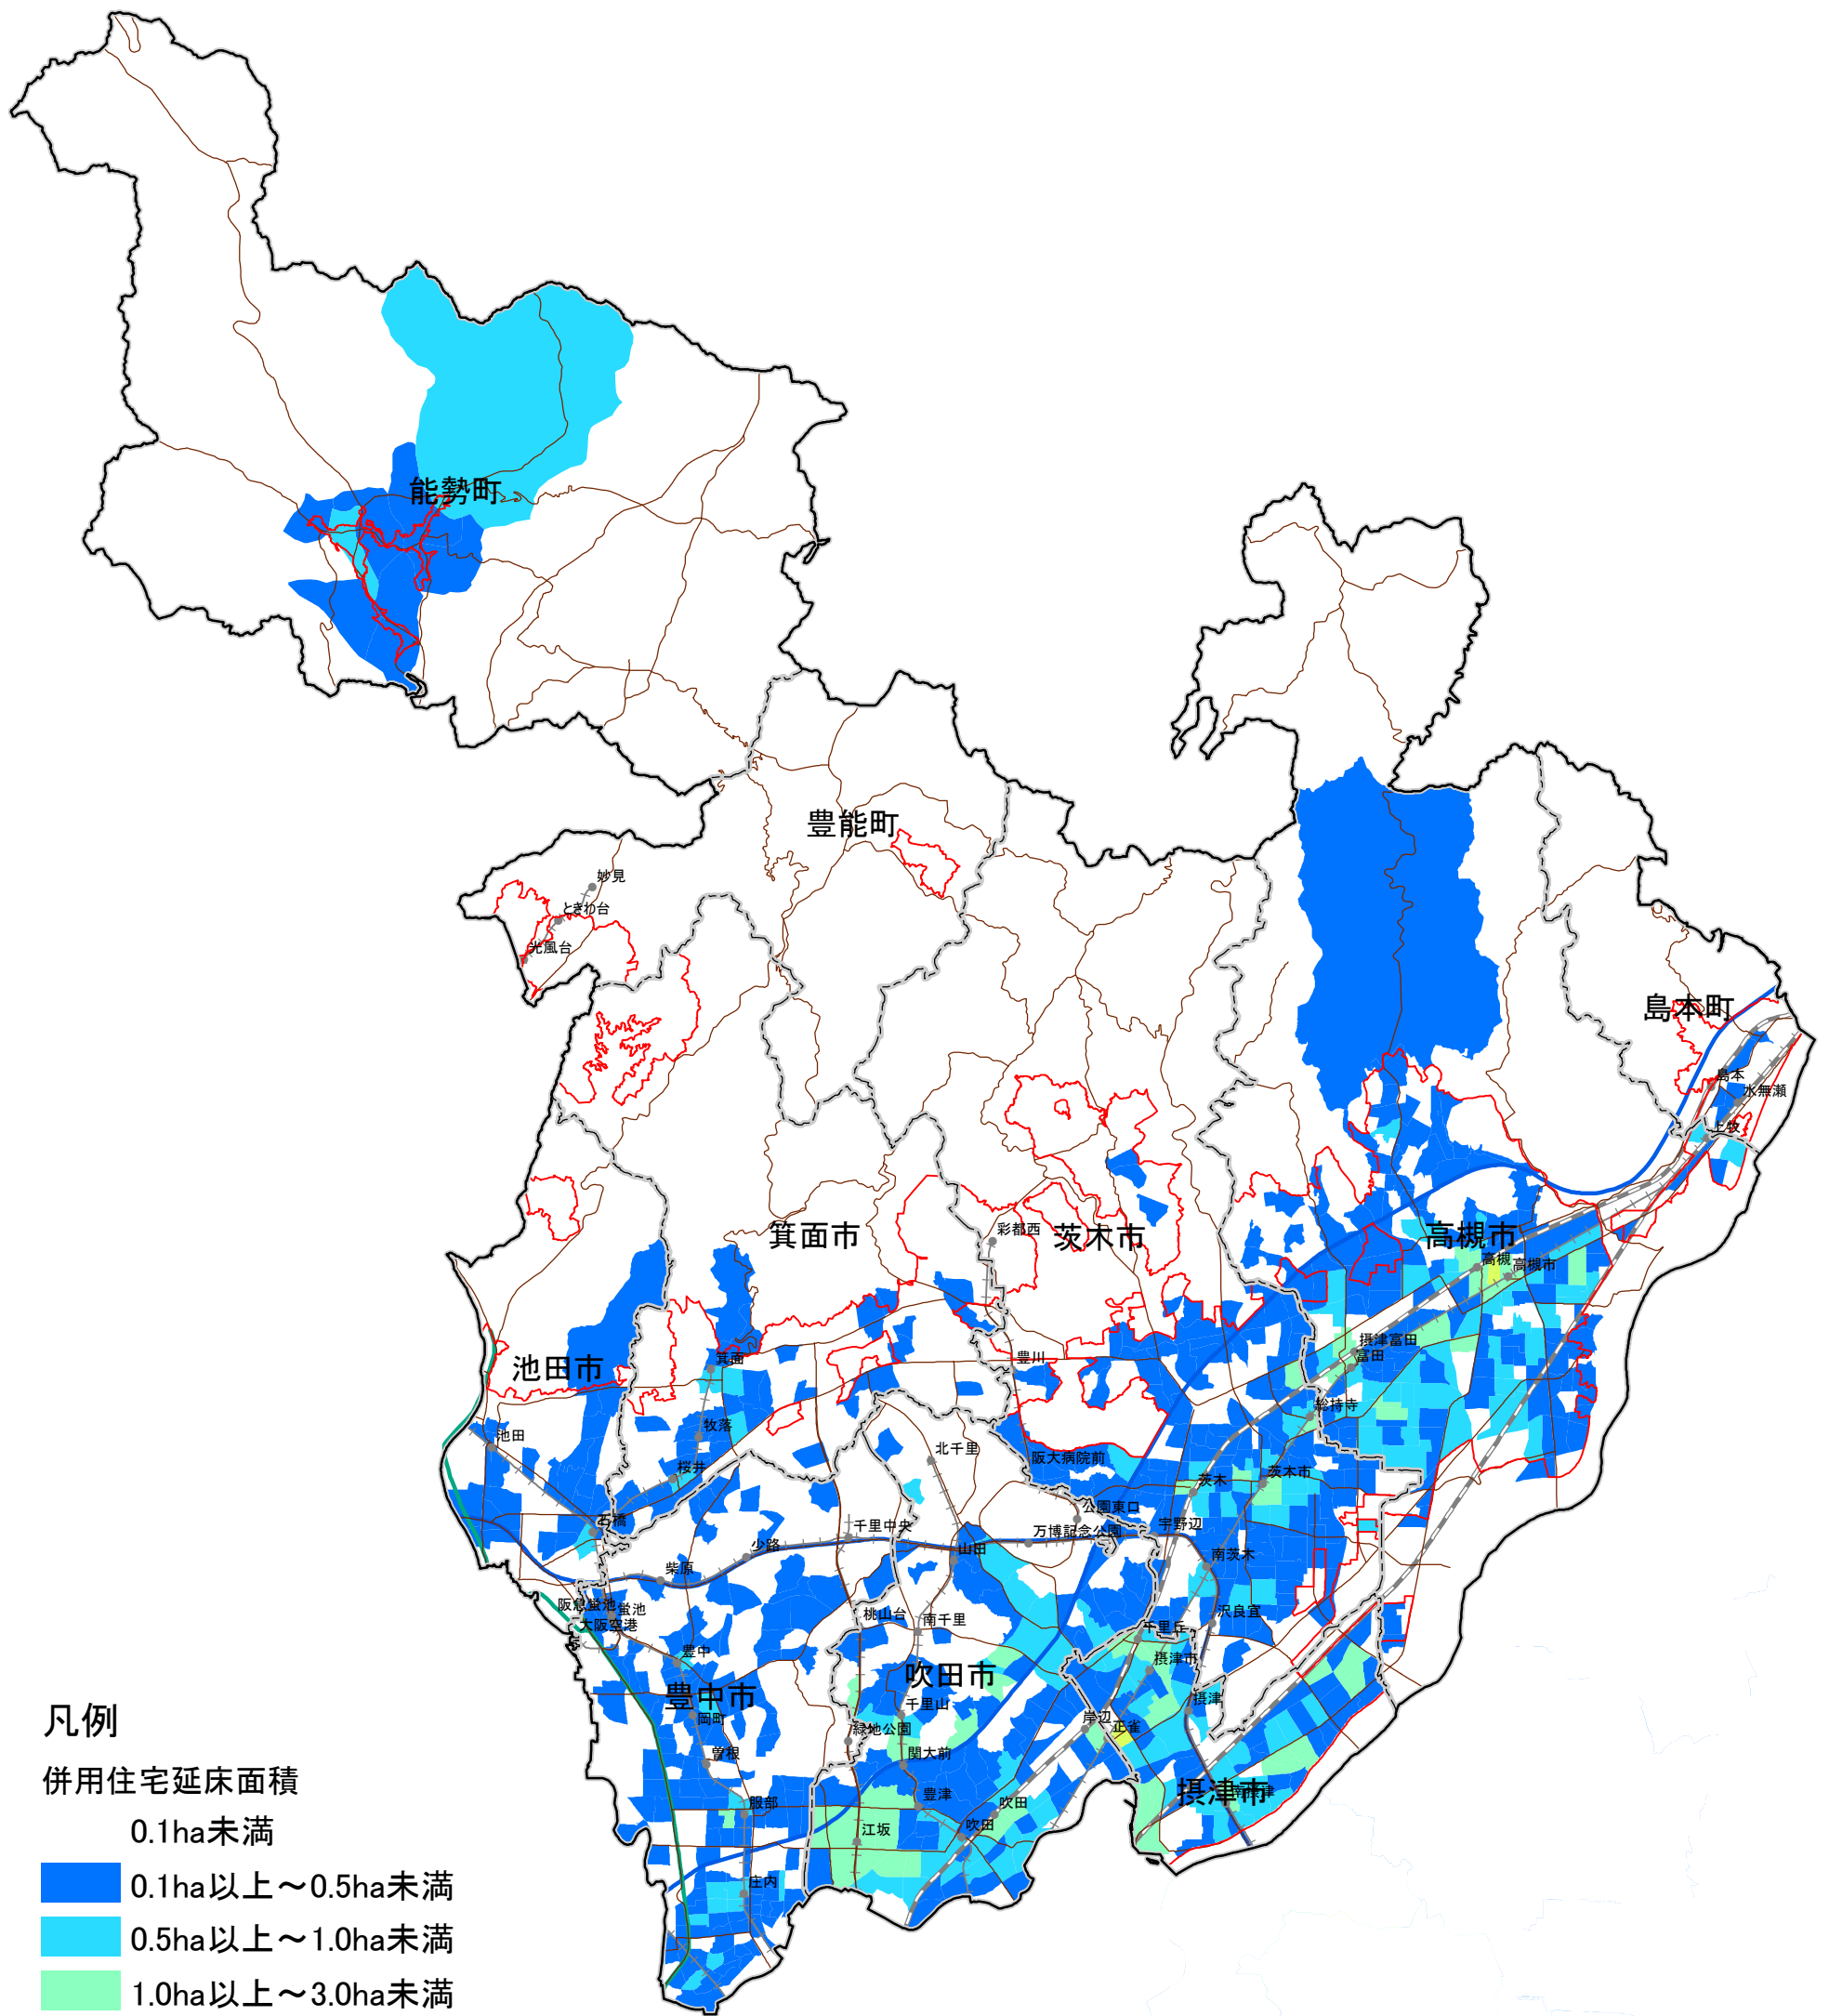 能勢町
豊能町
妙見
ときわ台
光風台
島本町
島本
水無瀬
上牧
箕面市
彩都西
茨木市
高槻市
高槻
高槻市
池田市
箕面
豊川
摂津富田
富田
総持寺
牧落
池田
北千里
桜井
阪大病院前
茨木
茨木市
公園東口
石橋
千里中央
万博記念公園
宇野辺
少路
山田
柴原
南茨木
阪急蛍池
蛍池
大阪空港
桃山台
南千里
沢良宜
千里丘
豊中
吹田市
摂津市
豊中市
千里山
摂津
岡町
緑地公園
岸辺
正雀
曽根
関大前
摂津市
南摂津
服部
豊津
吹田
江坂
吹田
庄内
凡例
併用住宅延床面積
0.1ha未満
0.1ha以上～0.5ha未満
0.5ha以上～1.0ha未満
1.0ha以上～3.0ha未満